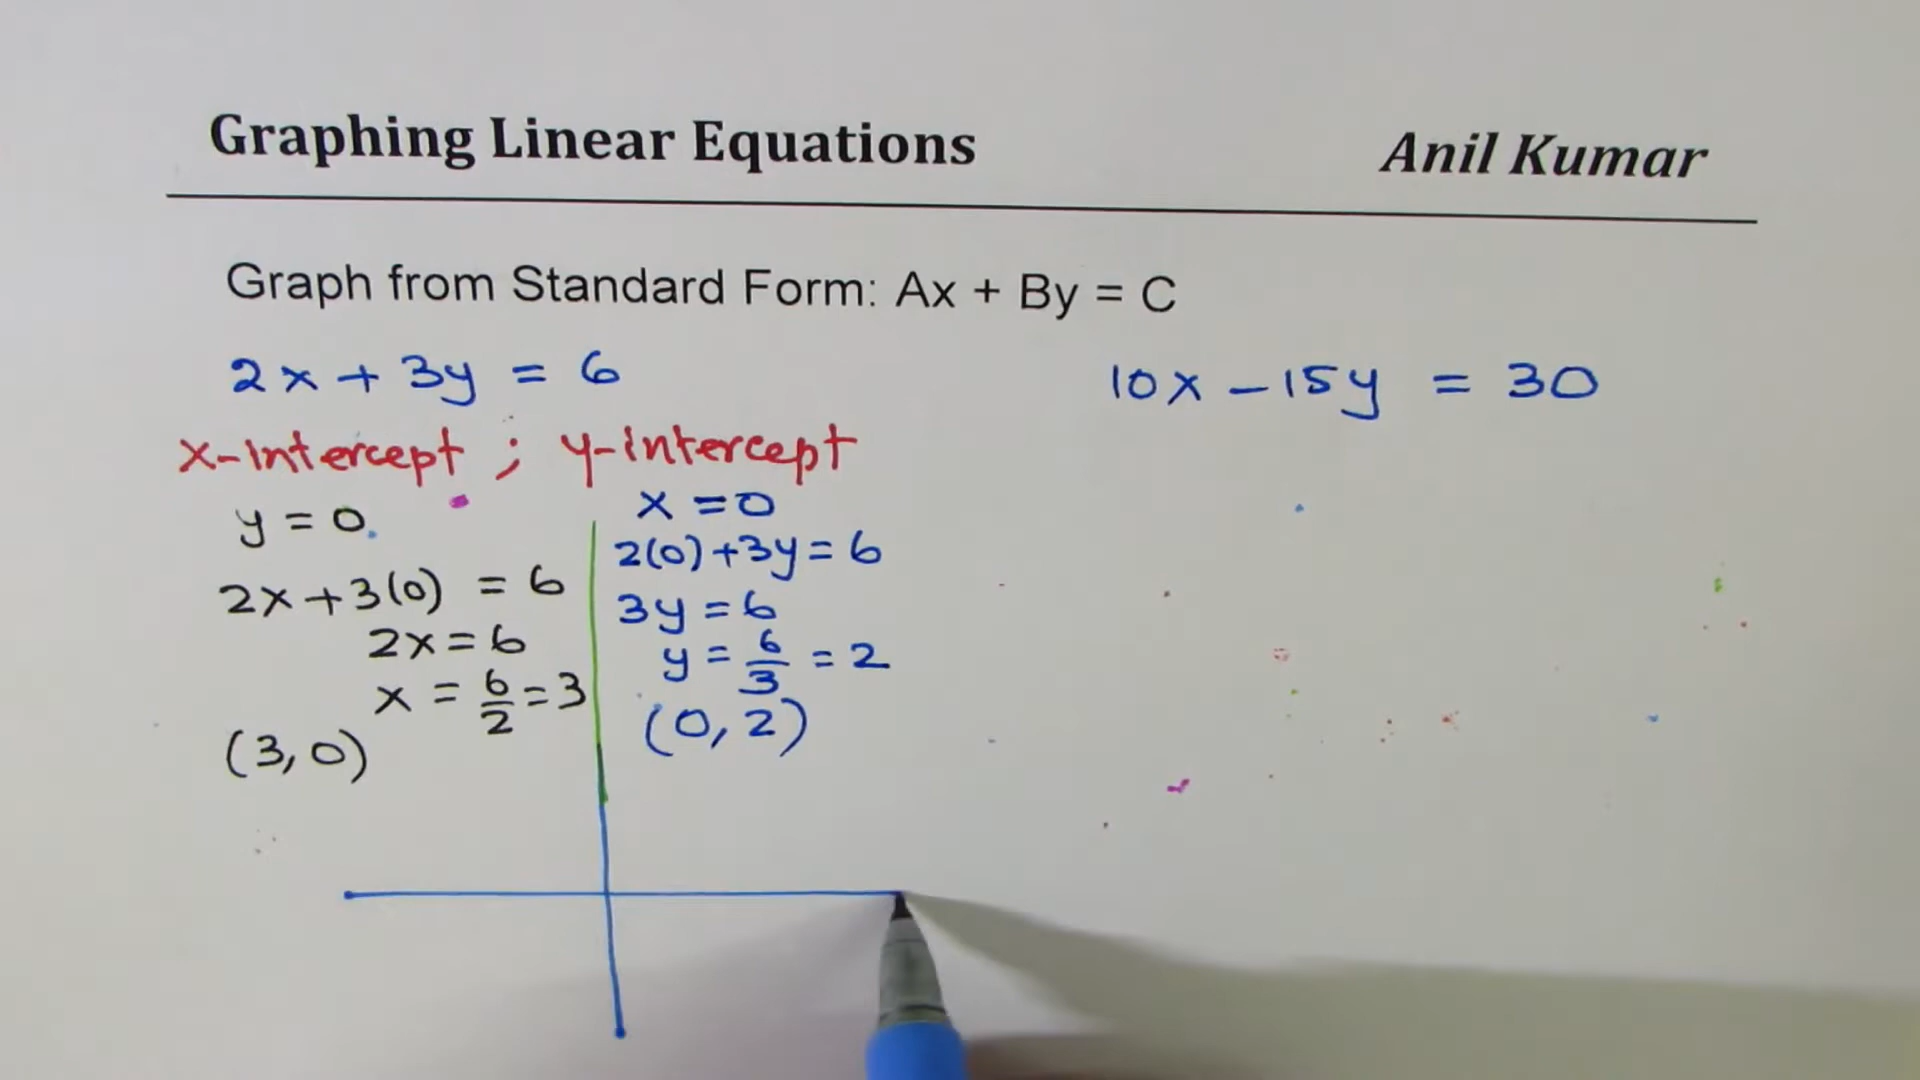 Graphing Linear Equations Anil Kumar
Graph from Standard Form: Ax + By = C
2x + 3y = 6
x-intercept ; y-intercept
y = 0
2x + 3(0) = 6
2x = 6
x = 6/2 = 3
(3, 0)
x = 0
2(0) + 3y = 6
3y = 6
y = 6/3 = 2
(0, 2)
10x - 15y = 30